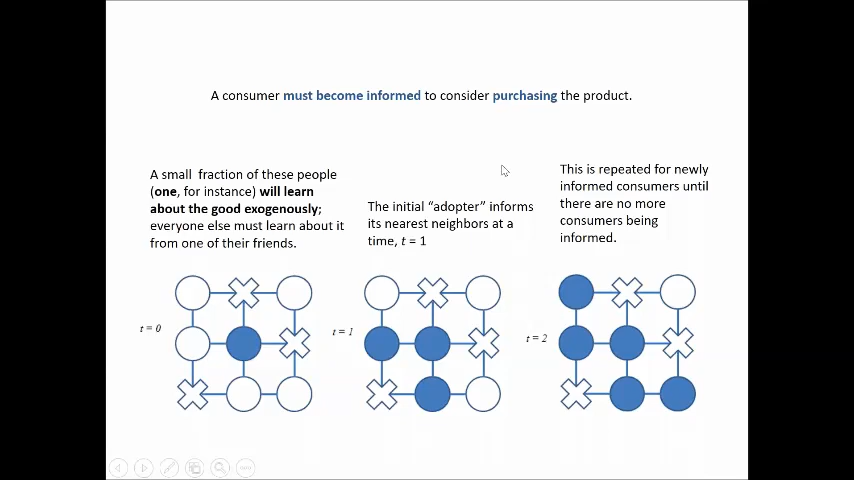 A consumer must become informed to consider purchasing the product.
A small fraction of these people
(one, for instance) will learn
about the good exogenously;
everyone else must learn about it
from one of their friends.
The initial “adopter” informs
its nearest neighbors at a
time, t = 1
This is repeated for newly
informed consumers until
there are no more
consumers being
informed.
t = 0
t = 1
t = 2